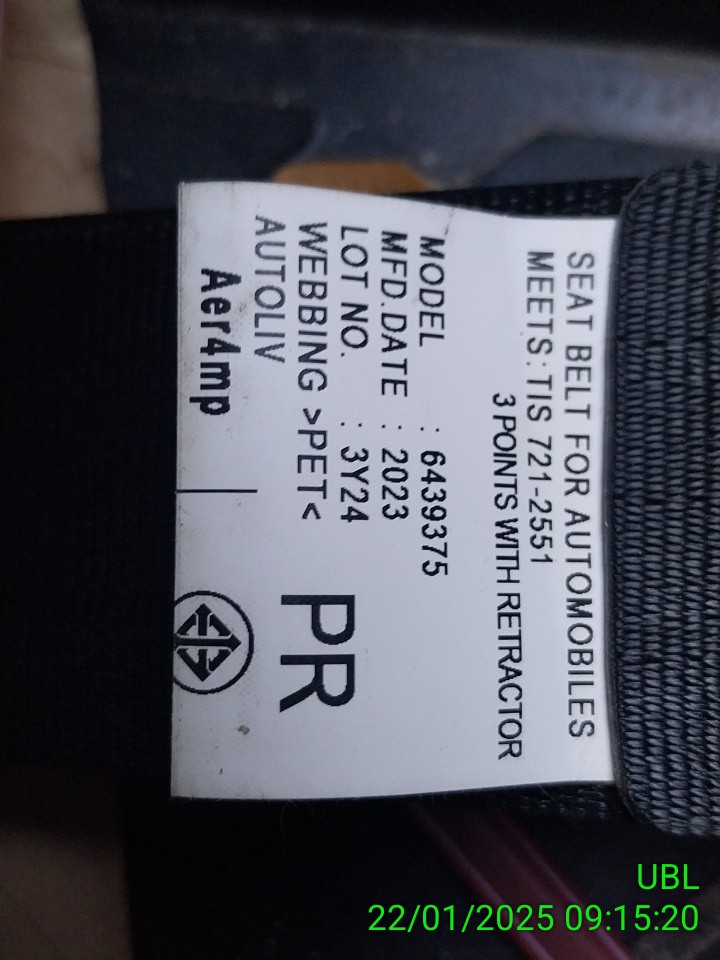 SEAT BELT FOR AUTOMOBILES
MEETS:TIS 721-2551
3 POINTS WITH RETRACTOR
MODEL : 6439375
MFD.DATE : 2023
LOT NO. : 3Y24
WEBBING >PET<
PR
AUTOLIV
Aer4mp
UBL
22/01/2025 09:15:20